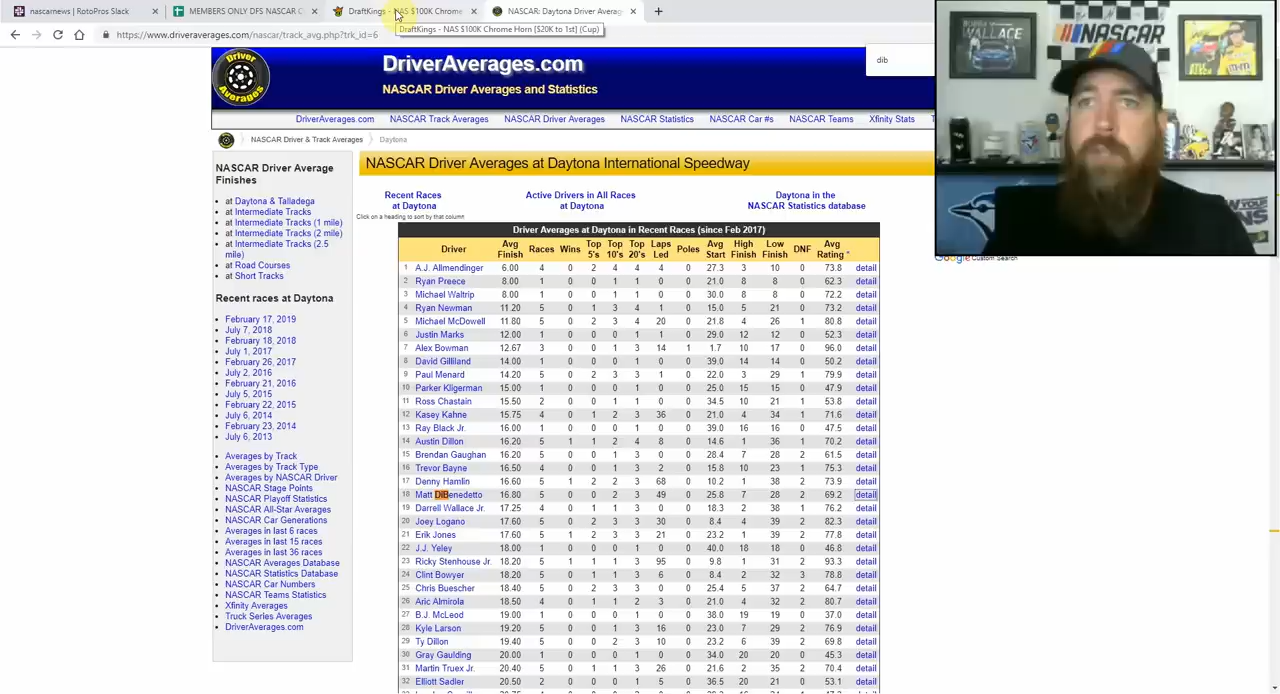 nascarnews | RotoPros Slack
MEMBERS ONLY DFS NASCAR C
DraftKings - NAS $100K Chrome
NASCAR: Daytona Driver Average
DraftKings - NAS $100K Chrome Horn [$20K to 1st] (Cup)
https://www.driveraverages.com/nascar/track_avg.php?trk_id=6
Driver
Averages
DriverAverages.com
NASCAR Driver Averages and Statistics
dib
DriverAverages.com NASCAR Track Averages NASCAR Driver Averages NASCAR Statistics NASCAR Car #s NASCAR Teams Xfinity Stats
NASCAR Driver & Track Averages Daytona
NASCAR Driver Average
Finishes
at Daytona & Talladega
at Intermediate Tracks
at Intermediate Tracks (1 mile)
at Intermediate Tracks (2 mile)
at Intermediate Tracks (2.5
mile)
at Road Courses
at Short Tracks
Recent races at Daytona
February 17, 2019
July 7, 2018
February 18, 2018
July 1, 2017
February 26, 2017
July 2, 2016
February 21, 2016
July 5, 2015
February 22, 2015
July 6, 2014
February 23, 2014
July 6, 2013
Averages by Track
Averages by Track Type
Averages by NASCAR Driver
NASCAR Stage Points
NASCAR Playoff Statistics
NASCAR All-Star Averages
NASCAR Car Generations
Averages in last 6 races
Averages in last 15 races
Averages in last 36 races
NASCAR Averages Database
NASCAR Statistics Database
NASCAR Car Numbers
NASCAR Teams Statistics
Xfinity Averages
Truck Series Averages
DriverAverages.com
NASCAR Driver Averages at Daytona International Speedway
Recent Races
at Daytona
Active Drivers in All Races
at Daytona
Daytona in the
NASCAR Statistics database
Click on a heading to sort by that column
Driver Averages at Daytona in Recent Races (since Feb 2017)
Driver Avg Finish Races Wins Top 5's Top 10's Top 20's Laps Led Poles Avg Start High Finish Low Finish DNF Avg Rating *
1 A.J. Allmendinger 6.00 4 0 2 4 4 4 0 27.3 3 10 0 73.8 detail
2 Ryan Preece 8.00 1 0 0 1 1 0 0 21.0 8 8 0 62.3 detail
3 Michael Waltrip 8.00 1 0 0 1 1 0 0 30.0 8 8 0 72.2 detail
4 Ryan Newman 11.20 5 0 1 3 4 1 0 15.0 5 21 0 73.2 detail
5 Michael McDowell 11.80 5 0 2 3 4 20 0 21.8 4 26 1 80.8 detail
6 Justin Marks 12.00 1 0 0 0 1 1 0 29.0 12 12 0 52.3 detail
7 Alex Bowman 12.67 3 0 0 1 3 14 1 1.7 10 17 0 96.0 detail
8 David Gilliland 14.00 1 0 0 0 1 0 0 39.0 14 14 0 50.2 detail
9 Paul Menard 14.20 5 0 2 3 3 1 0 22.0 3 29 1 79.9 detail
10 Parker Kligerman 15.00 1 0 0 0 1 0 0 25.0 15 15 0 47.9 detail
11 Ross Chastain 15.50 2 0 0 1 1 0 0 34.5 10 21 1 53.8 detail
12 Kasey Kahne 15.75 4 0 1 2 3 36 0 21.0 4 34 1 71.6 detail
13 Ray Black Jr. 16.00 1 0 0 0 1 0 0 39.0 16 16 0 47.5 detail
14 Austin Dillon 16.20 5 1 1 2 4 8 0 14.6 1 36 1 70.2 detail
15 Brendan Gaughan 16.20 5 0 0 1 3 0 0 28.4 7 28 2 61.5 detail
16 Trevor Bayne 16.50 4 0 0 1 3 2 0 15.8 10 23 1 75.3 detail
17 Denny Hamlin 16.60 5 1 2 2 3 68 0 10.2 1 38 2 73.9 detail
18 Matt DiBenedetto 16.80 5 0 0 2 3 49 0 25.8 7 28 2 69.2 detail
19 Darrell Wallace Jr. 17.25 4 0 1 1 3 0 0 18.3 2 38 1 76.2 detail
20 Joey Logano 17.60 5 0 2 3 3 30 0 8.4 4 39 2 82.3 detail
21 Erik Jones 17.60 5 1 2 3 3 21 0 23.2 1 39 2 77.8 detail
22 J.J. Yeley 18.00 1 0 0 0 1 0 0 40.0 18 18 0 46.8 detail
23 Ricky Stenhouse Jr. 18.20 5 1 1 1 3 95 0 9.8 1 31 2 93.3 detail
24 Clint Bowyer 18.20 5 0 1 1 3 6 0 8.4 2 32 3 78.8 detail
25 Chris Buescher 18.40 5 0 2 3 3 0 0 25.4 5 37 2 64.7 detail
26 Aric Almirola 18.50 4 0 1 1 2 3 0 21.0 4 32 2 80.7 detail
27 B.J. McLeod 19.00 1 0 0 0 1 0 0 38.0 19 19 0 37.0 detail
28 Kyle Larson 19.20 5 0 0 1 3 16 0 23.0 7 29 2 76.9 detail
29 Ty Dillon 19.40 5 0 0 2 3 10 0 23.2 6 39 2 69.8 detail
30 Gray Gaulding 20.00 1 0 0 0 1 0 0 34.0 20 20 0 45.3 detail
31 Martin Truex Jr. 20.40 5 0 1 1 3 26 0 21.6 2 35 2 70.4 detail
32 Elliott Sadler 20.50 2 0 0 0 1 5 0 36.5 20 21 0 53.1 detail
Google Custom Search
WALLACE